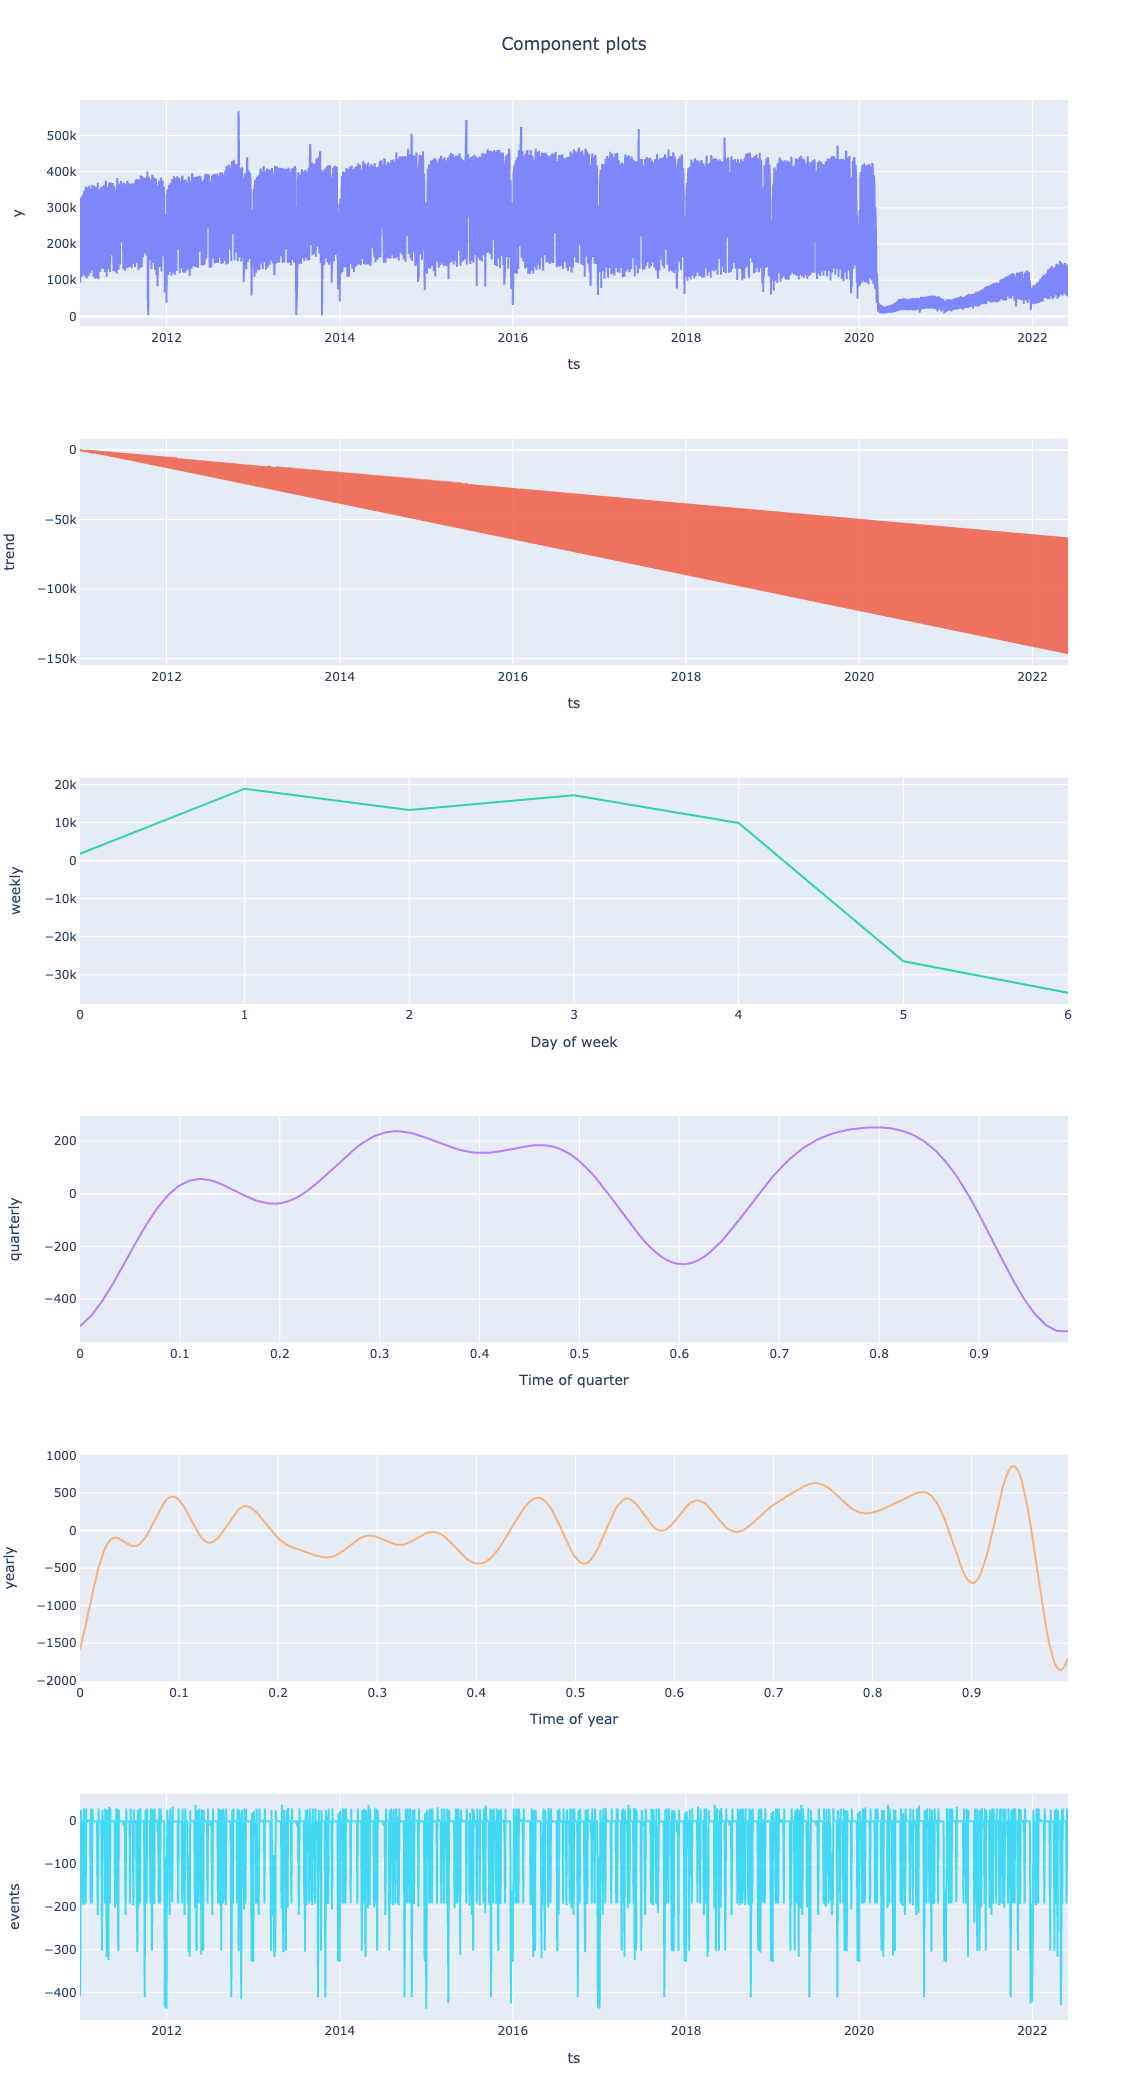 Component plots
500k
400k
300k
200k
100k
0
y
2012 2014 2016 2018 2020 2022
ts
0
−50k
−100k
−150k
trend
2012 2014 2016 2018 2020 2022
ts
20k
10k
0
−10k
−20k
−30k
weekly
0 1 2 3 4 5 6
Day of week
200
0
−200
−400
quarterly
0 0.1 0.2 0.3 0.4 0.5 0.6 0.7 0.8 0.9
Time of quarter
1000
500
0
−500
−1000
−1500
−2000
yearly
0 0.1 0.2 0.3 0.4 0.5 0.6 0.7 0.8 0.9
Time of year
0
−100
−200
−300
−400
events
2012 2014 2016 2018 2020 2022
ts